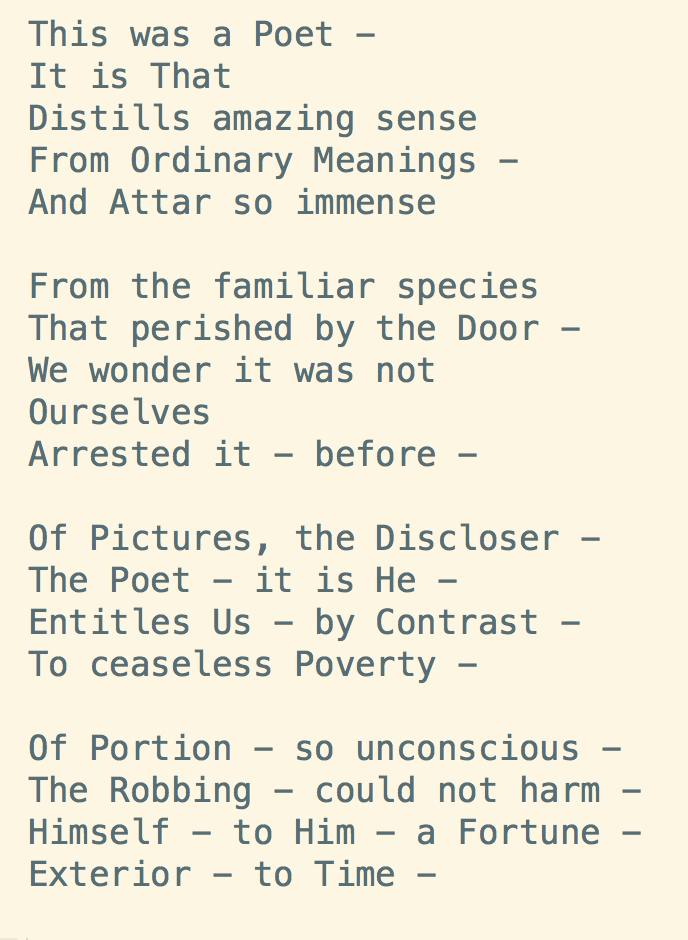 This was a Poet –
It is That
Distills amazing sense
From Ordinary Meanings –
And Attar so immense
From the familiar species
That perished by the Door –
We wonder it was not
Ourselves
Arrested it – before –
Of Pictures, the Discloser –
The Poet – it is He –
Entitles Us – by Contrast –
To ceaseless Poverty –
Of Portion – so unconscious –
The Robbing – could not harm –
Himself – to Him – a Fortune –
Exterior – to Time –